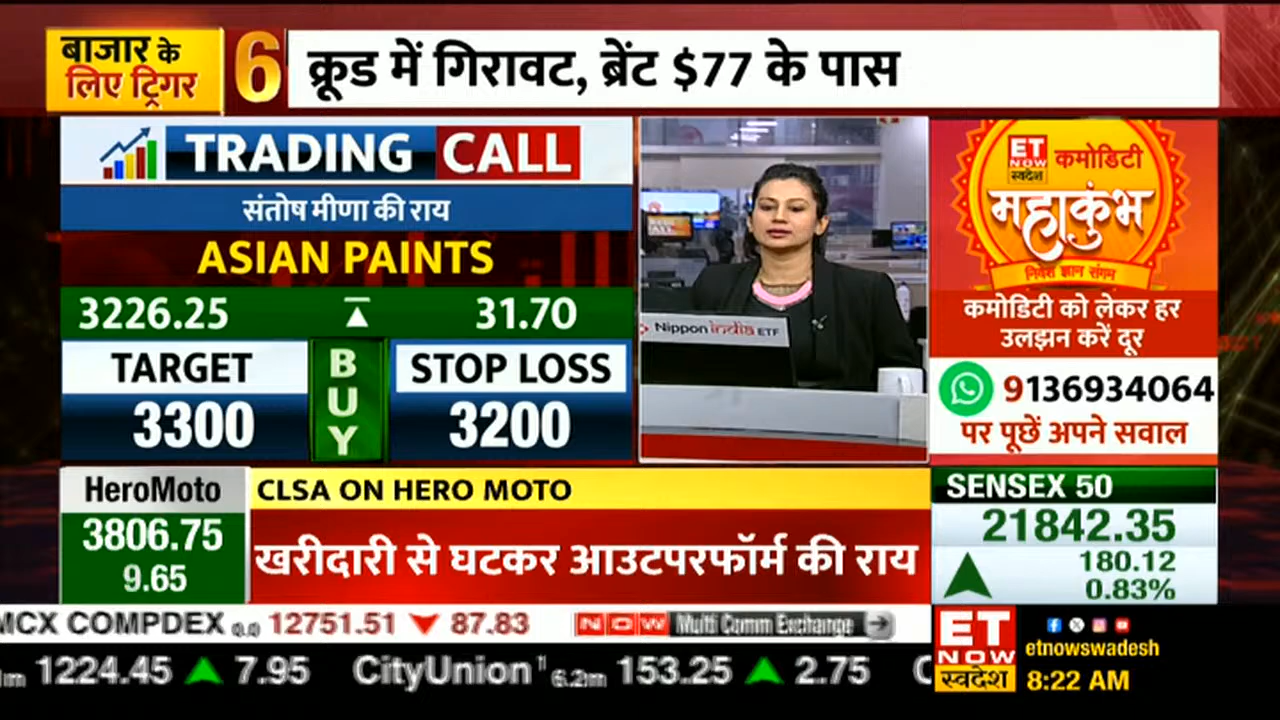 बाजार के
लिए ट्रिगर
6
क्रूड में गिरावट, ब्रेंट $77 के पास
TRADING CALL
संतोष मीणा की राय
ASIAN PAINTS
3226.25 31.70
TARGET
3300
BUY
STOP LOSS
3200
Nippon india ETF
ET
NOW
स्वदेश
कमोडिटी
महाकुंभ
निवेश ज्ञान संगम
कमोडिटी को लेकर हर
उलझन करें दूर
9136934064
पर पूछें अपने सवाल
HeroMoto
3806.75
9.65
CLSA ON HERO MOTO
खरीदारी से घटकर आउटपरफॉर्म की राय
SENSEX 50
21842.35
180.12
0.83%
MCX COMPDEX 0.0 12751.51 87.83 NOW Multi Comm Exchange
1224.45 7.95 CityUnion 6.2m 153.25 2.75
ET
NOW
स्वदेश
etnowswadesh
8:22 AM